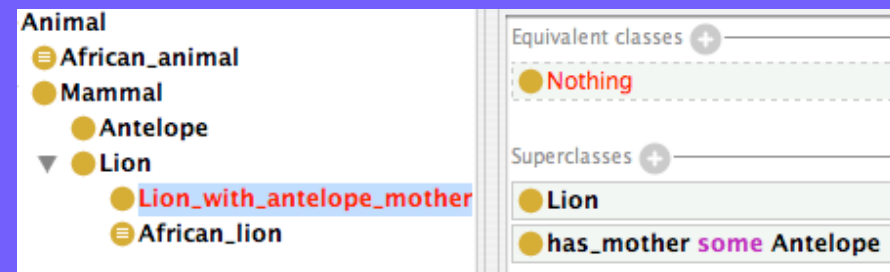 Animal
African_animal
Mammal
Antelope
Lion
Lion_with_antelope_mother
African_lion
Equivalent classes
Nothing
Superclasses
Lion
has_mother some Antelope